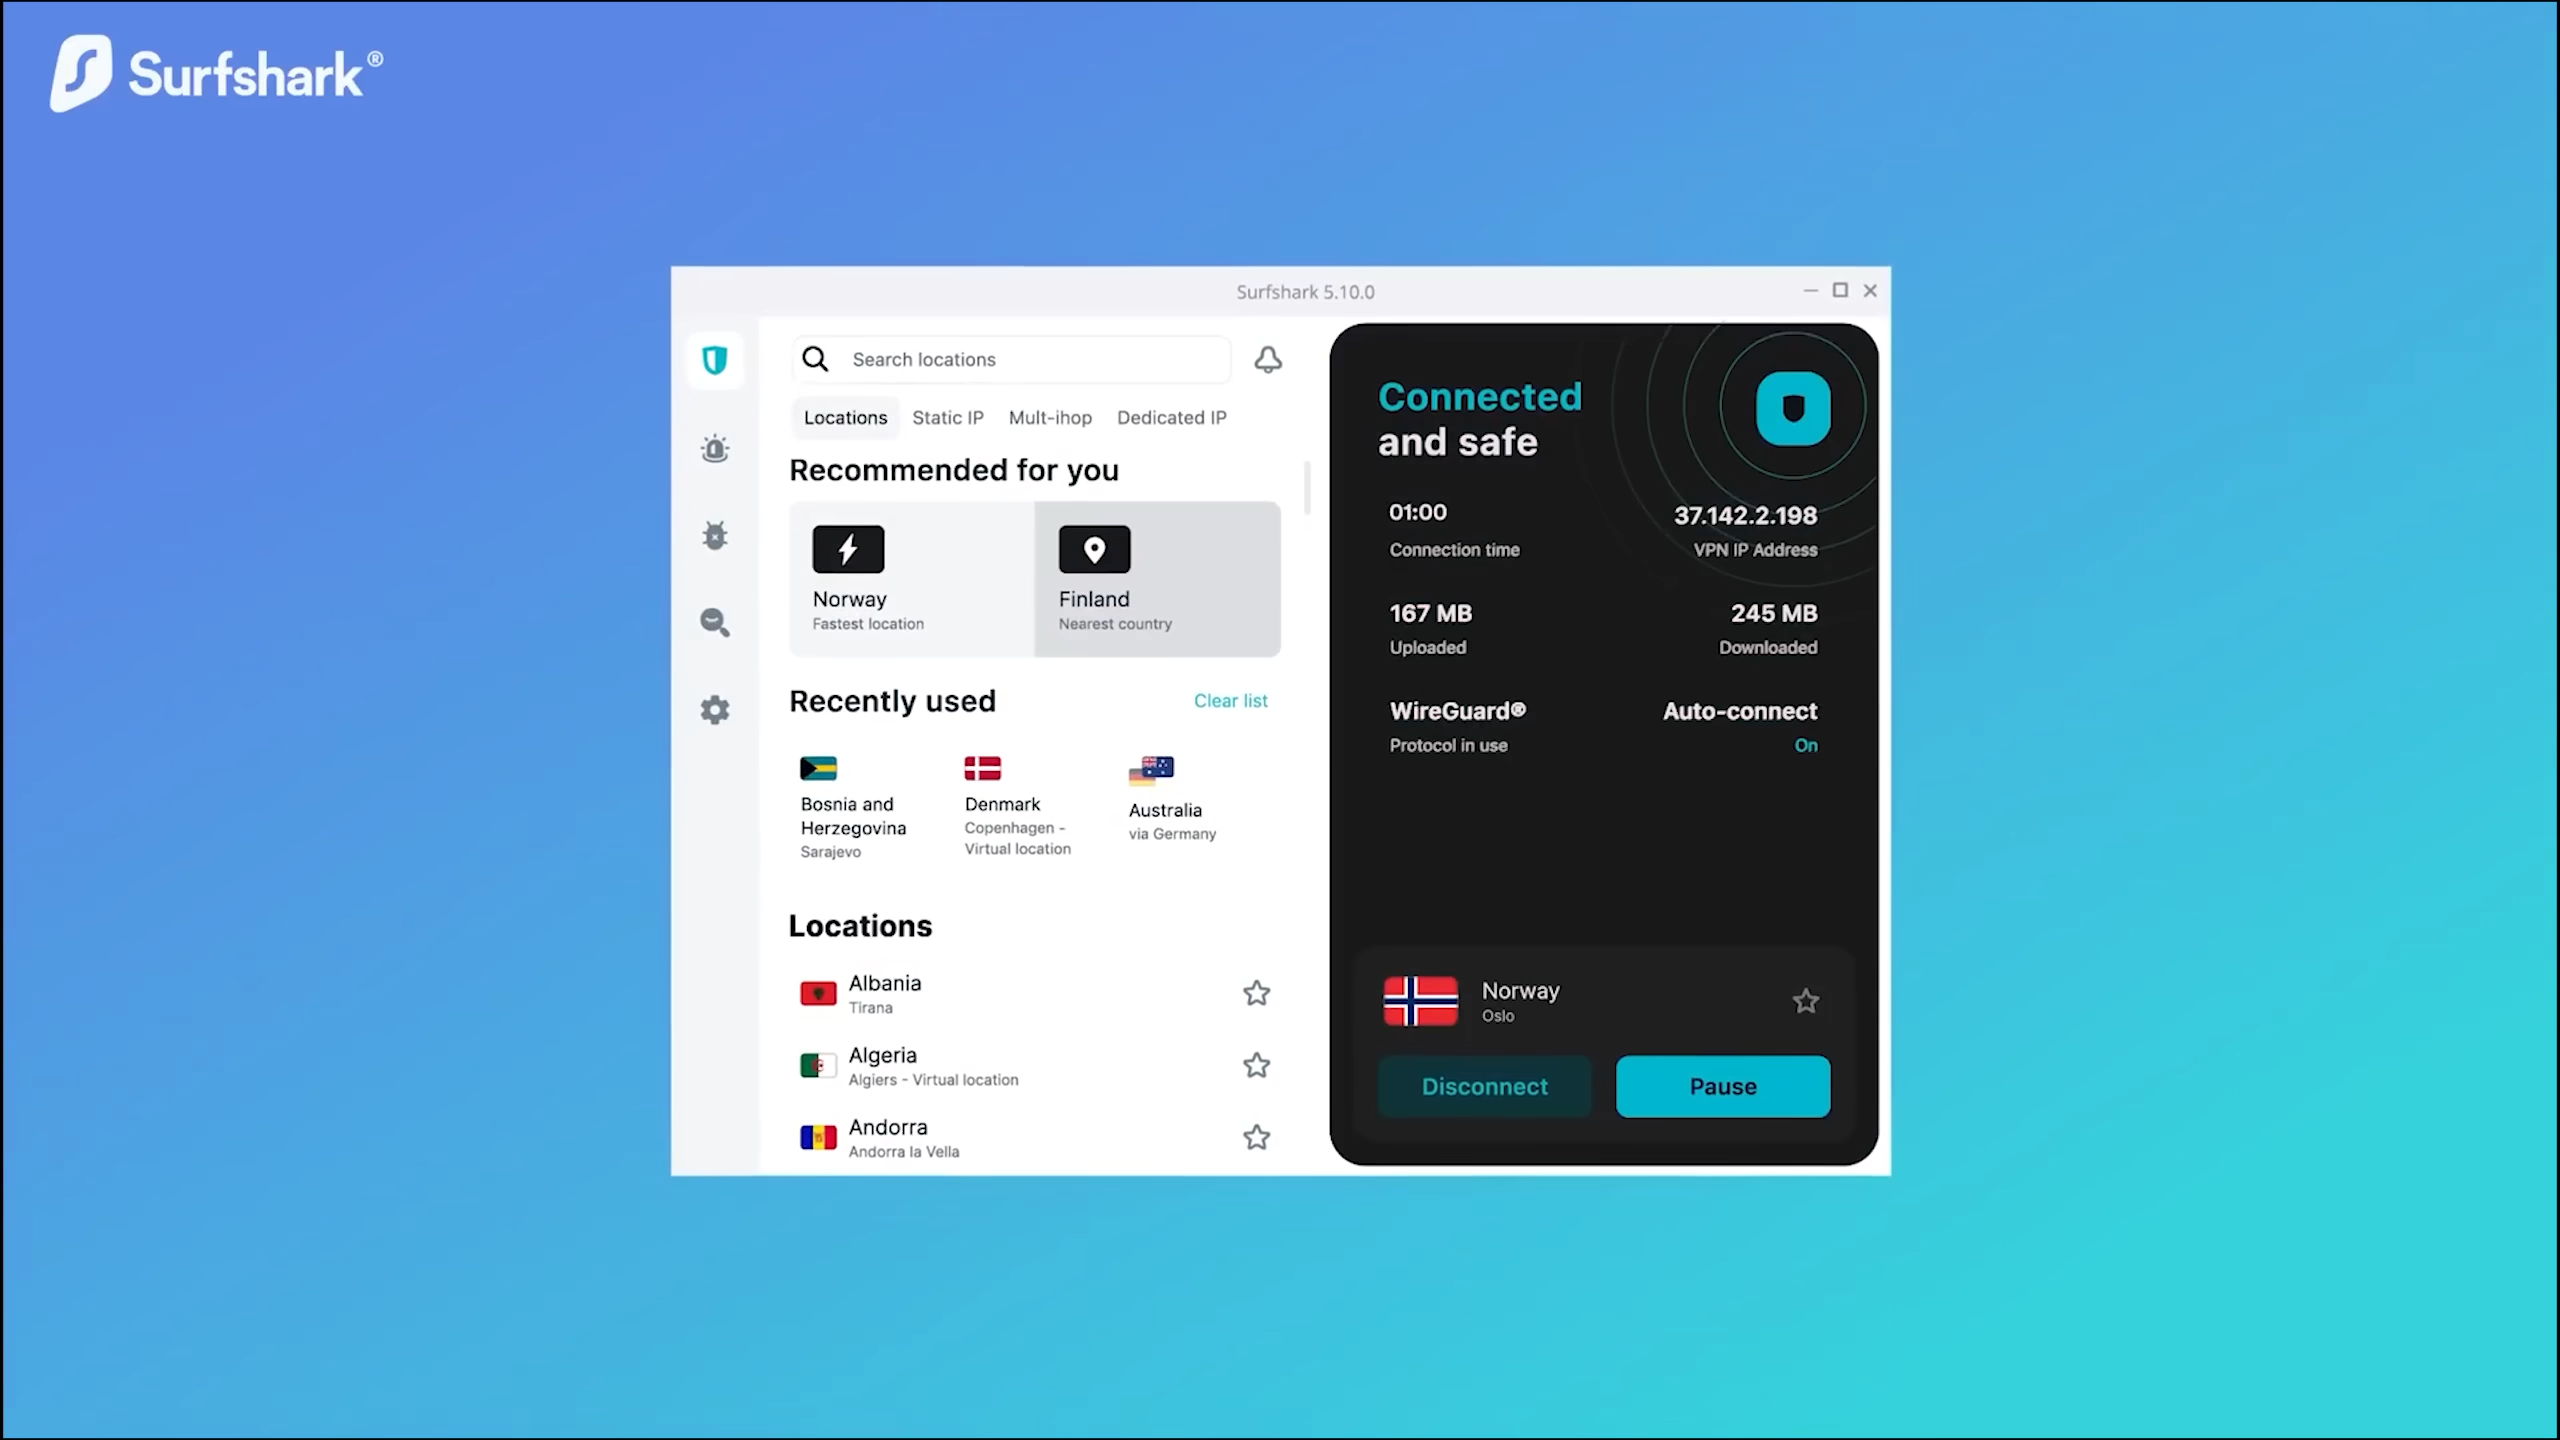 Surfshark®
Surfshark 5.10.0
Search locations
Locations Static IP Mult-ihop Dedicated IP
Recommended for you
Norway
Fastest location
Finland
Nearest country
Recently used Clear list
Bosnia and
Herzegovina
Sarajevo
Denmark
Copenhagen -
Virtual location
Australia
via Germany
Locations
Albania
Tirana
Algeria
Algiers - Virtual location
Andorra
Andorra la Vella
Connected
and safe
01:00
Connection time
37.142.2.198
VPN IP Address
167 MB
Uploaded
245 MB
Downloaded
WireGuard®
Protocol in use
Auto-connect
On
Norway
Oslo
Disconnect
Pause